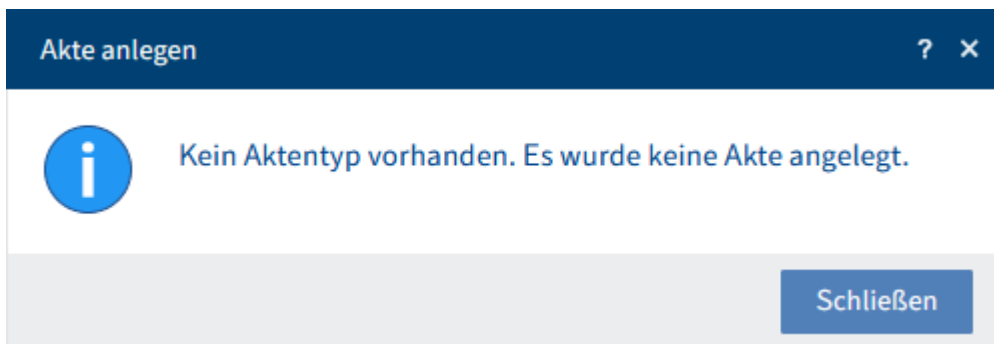 Akte anlegen ? ×
i
Kein Aktentyp vorhanden. Es wurde keine Akte angelegt.
Schließen